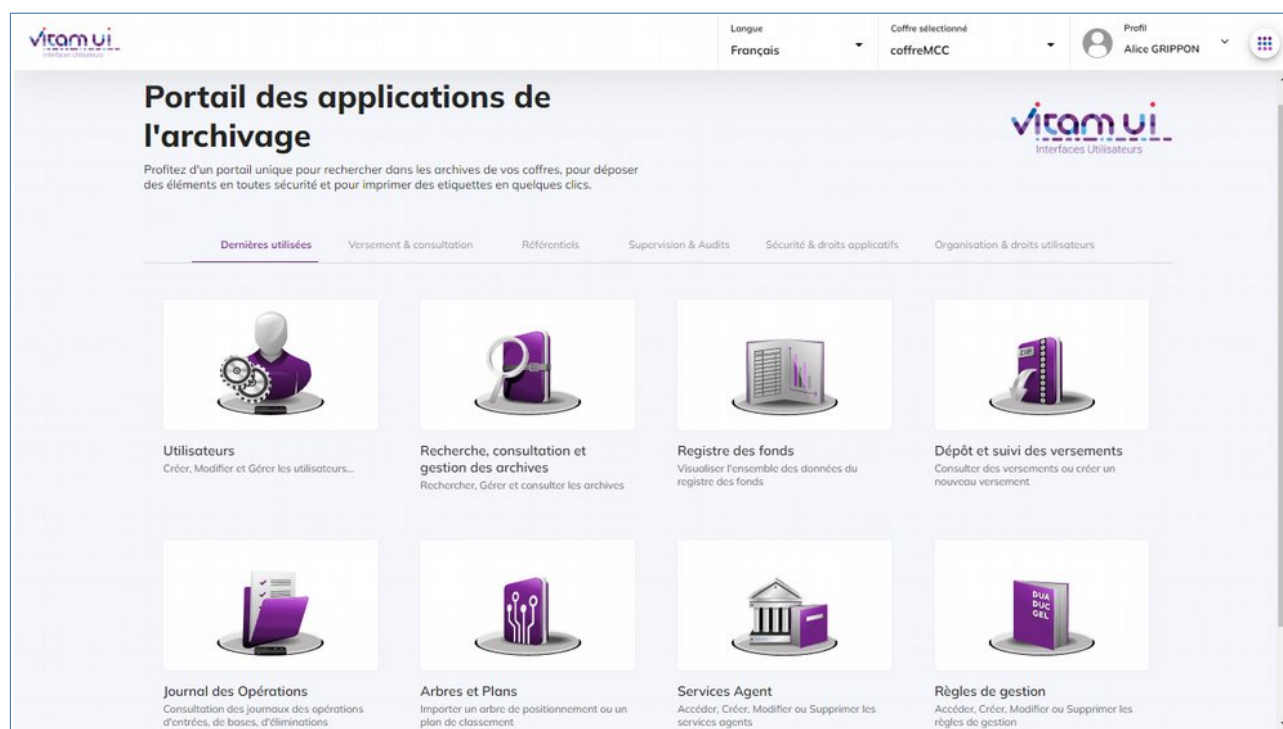 vitam ui
Interfaces Utilisateurs
Langue
Français
Coffre sélectionné
coffreMCC
Profil
Alice GRIPPON
Portail des applications de
l'archivage
Profitez d'un portail unique pour rechercher dans les archives de vos coffres, pour déposer
des éléments en toutes sécurité et pour imprimer des etiquettes en quelques clics.
vitam ui
Interfaces Utilisateurs
Dernières utilisées
Versement & consultation
Référentiels
Supervision & Audits
Sécurité & droits applicatifs
Organisation & droits utilisateurs
Utilisateurs
Créer, Modifier et Gérer les utilisateurs...
Recherche, consultation et
gestion des archives
Rechercher, Gérer et consulter les archives
Registre des fonds
Visualiser l'ensemble des données du
registre des fonds
Dépôt et suivi des versements
Consulter des versements ou créer un
nouveau versement
DUA
DUC
GEL
Journal des Opérations
Consultation des journaux des opérations
d'entrées, de bases, d'éliminations
Arbres et Plans
Importer un arbre de positionnement ou un
plan de classement
Services Agent
Accéder, Créer, Modifier ou Supprimer les
services agents
Règles de gestion
Accéder, Créer, Modifier ou Supprimer les
règles de gestion